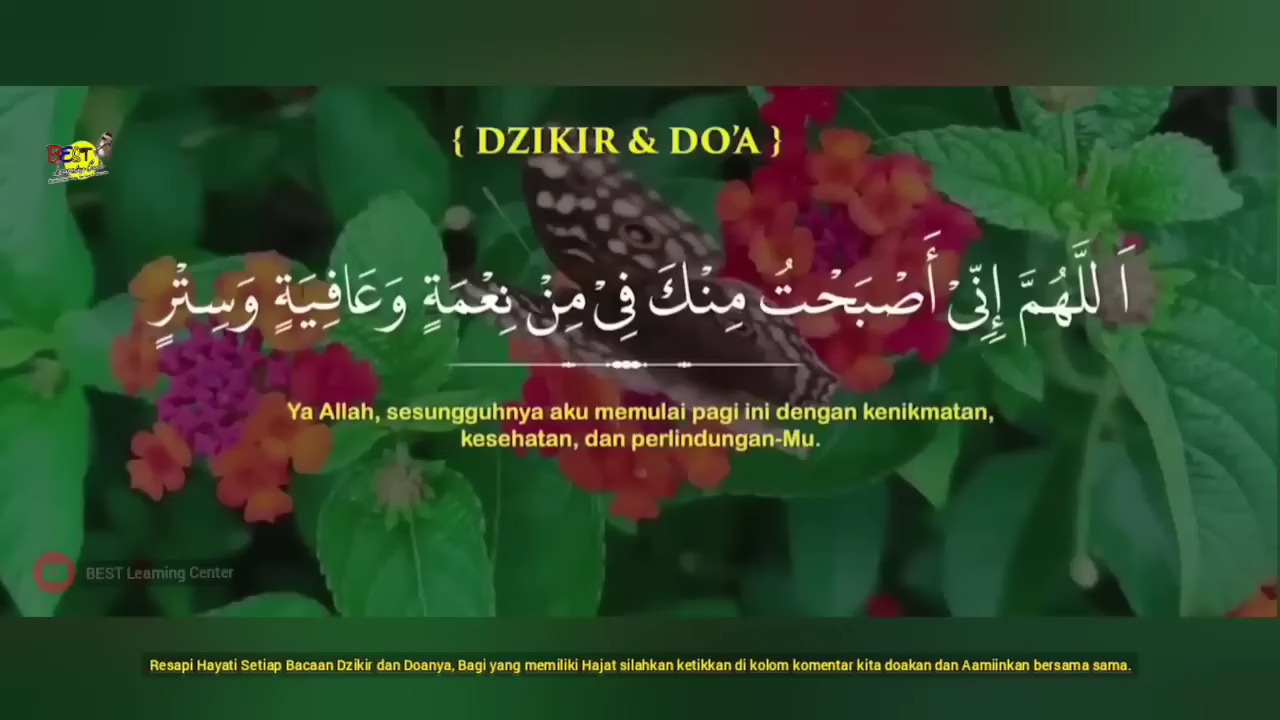 { DZIKIR & DO'A }
BEST
اَ للَّهُمَّ إِنِّيْ أَصْبَحْتُ مِنْكَ فِيْ مِنْ نِعْمَةٍ وَعَافِيَةٍ وَسِتْرٍ
Ya Allah, sesungguhnya aku memulai pagi ini dengan kenikmatan,
kesehatan, dan perlindungan-Mu.
BEST Learning Center
Resapi Hayati Setiap Bacaan Dzikir dan Doanya, Bagi yang memiliki Hajat silahkan ketikkan di kolom komentar kita doakan dan Aamiinkan bersama sama.